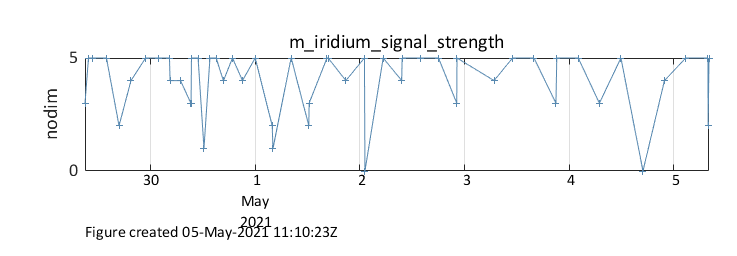 m_iridium_signal_strength
5
nodim
0
30 1 2 3 4 5
May
2021
Figure created 05-May-2021 11:10:23Z